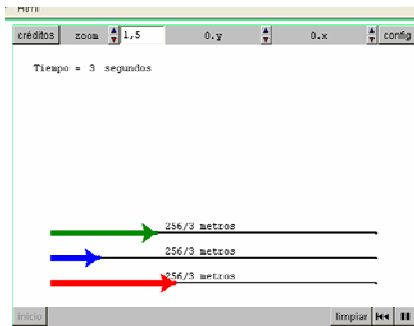 créditos zoom 1,5 0.y 0.x config
Tiempo = 3 segundos
256/3 metros
256/3 metros
256/3 metros
inicio limpiar